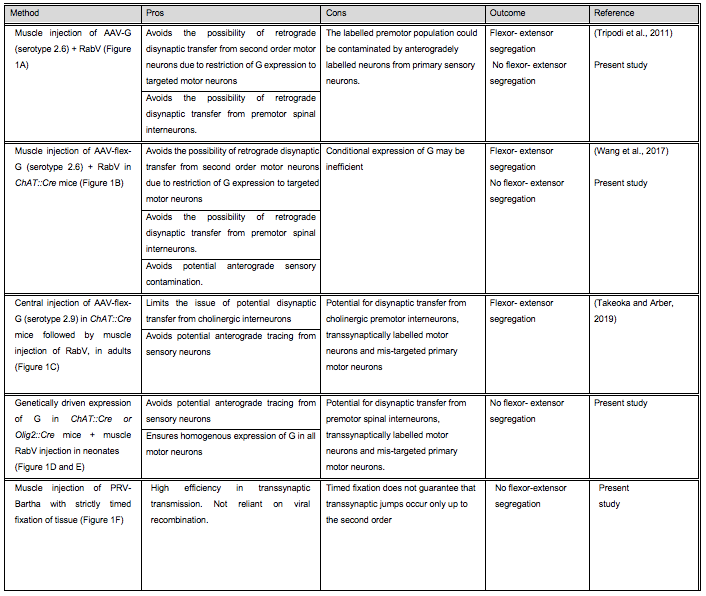 Method Pros Cons Outcome Reference
Muscle injection of AAV-G
(serotype 2.6) + RabV (Figure
1A)
Avoids the possibility of retrograde
disynaptic transfer from second order motor
neurons due to restriction of G expression to
targeted motor neurons
Avoids the possibility of retrograde
disynaptic transfer from premotor spinal
interneurons.
The labelled premotor population could
be contaminated by anterogradely
labelled neurons from primary sensory
neurons.
Flexor- extensor
segregation
No flexor- extensor
segregation
(Tripodi et al., 2011)
Present study
Muscle injection of AAV-flex-
G (serotype 2.6) + RabV in
ChAT::Cre mice (Figure 1B)
Avoids the possibility of retrograde disynaptic
transfer from second order motor neurons
due to restriction of G expression to targeted
motor neurons
Avoids the possibility of retrograde
disynaptic transfer from premotor spinal
interneurons.
Avoids potential anterograde sensory
contamination.
Conditional expression of G may be
inefficient
Flexor- extensor
segregation
No flexor- extensor
segregation
(Wang et al., 2017)
Present study
Central injection of AAV-flex-
G (serotype 2.9) in ChAT::Cre
mice followed by muscle
injection of RabV, in adults
(Figure 1C)
Limits the issue of potential disynaptic
transfer from cholinergic interneurons
Avoids potential anterograde tracing from
sensory neurons
Potential for disynaptic transfer from
cholinergic premotor interneurons,
transsynaptically labelled motor
neurons and mis-targeted primary
motor neurons
Flexor- extensor
segregation
(Takeoka and Arber,
2019)
Genetically driven expression
of G in ChAT::Cre or
Olig2::Cre mice + muscle
RabV injection in neonates
(Figure 1D and E)
Avoids potential anterograde tracing from
sensory neurons
Ensures homogenous expression of G in all
motor neurons
Potential for disynaptic transfer from
premotor spinal interneurons,
transsynaptically labelled motor
neurons and mis-targeted primary
motor neurons.
No flexor- extensor
segregation
Present study
Muscle injection of PRV-
Bartha with strictly timed
fixation of tissue (Figure 1F)
High efficiency in transsynaptic
transmission. Not reliant on viral
recombination.
Timed fixation does not guarantee that
transsynaptic jumps occur only up to
the second order
No flexor-extensor
segregation
Present
study